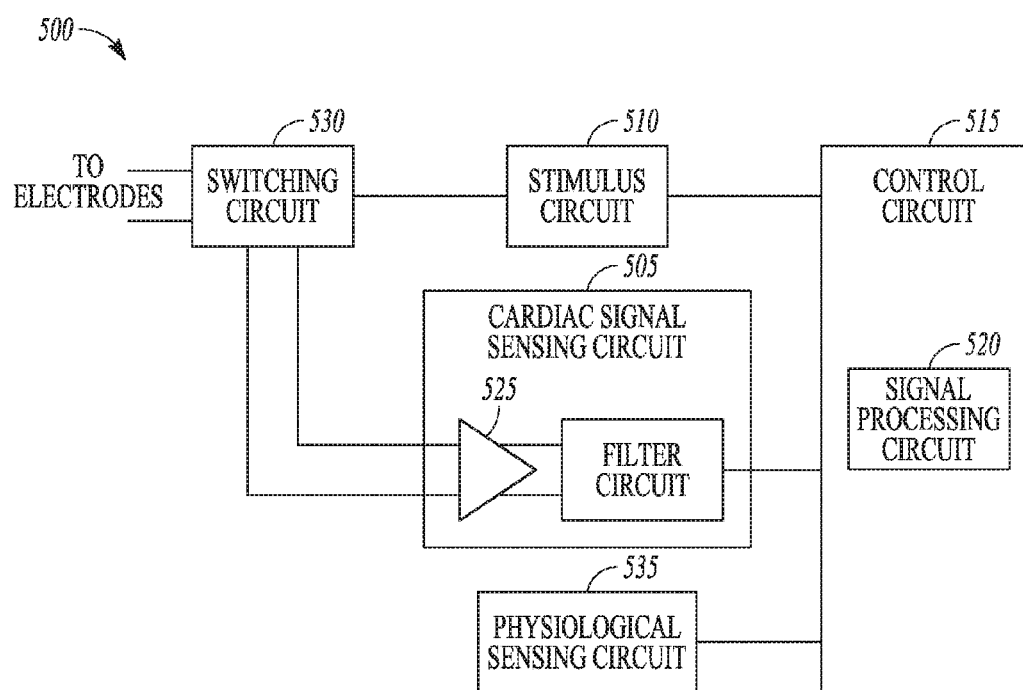 500
530
510
515
TO
ELECTRODES
SWITCHING
CIRCUIT
STIMULUS
CIRCUIT
CONTROL
CIRCUIT
505
CARDIAC SIGNAL
SENSING CIRCUIT
520
525
SIGNAL
PROCESSING
CIRCUIT
FILTER
CIRCUIT
535
PHYSIOLOGICAL
SENSING CIRCUIT